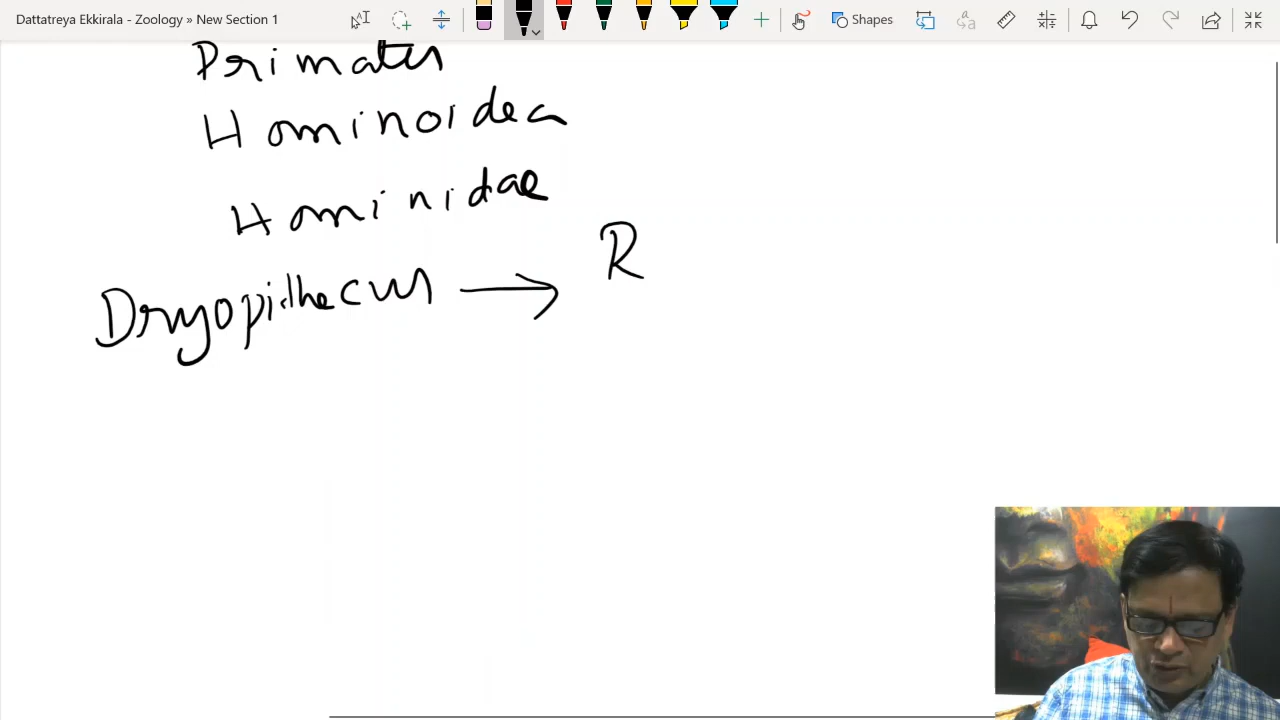 Dattatreya Ekkirala - Zoology » New Section 1
Shapes
Primates
Hominoidea
Hominidae
Dryopithecus → R